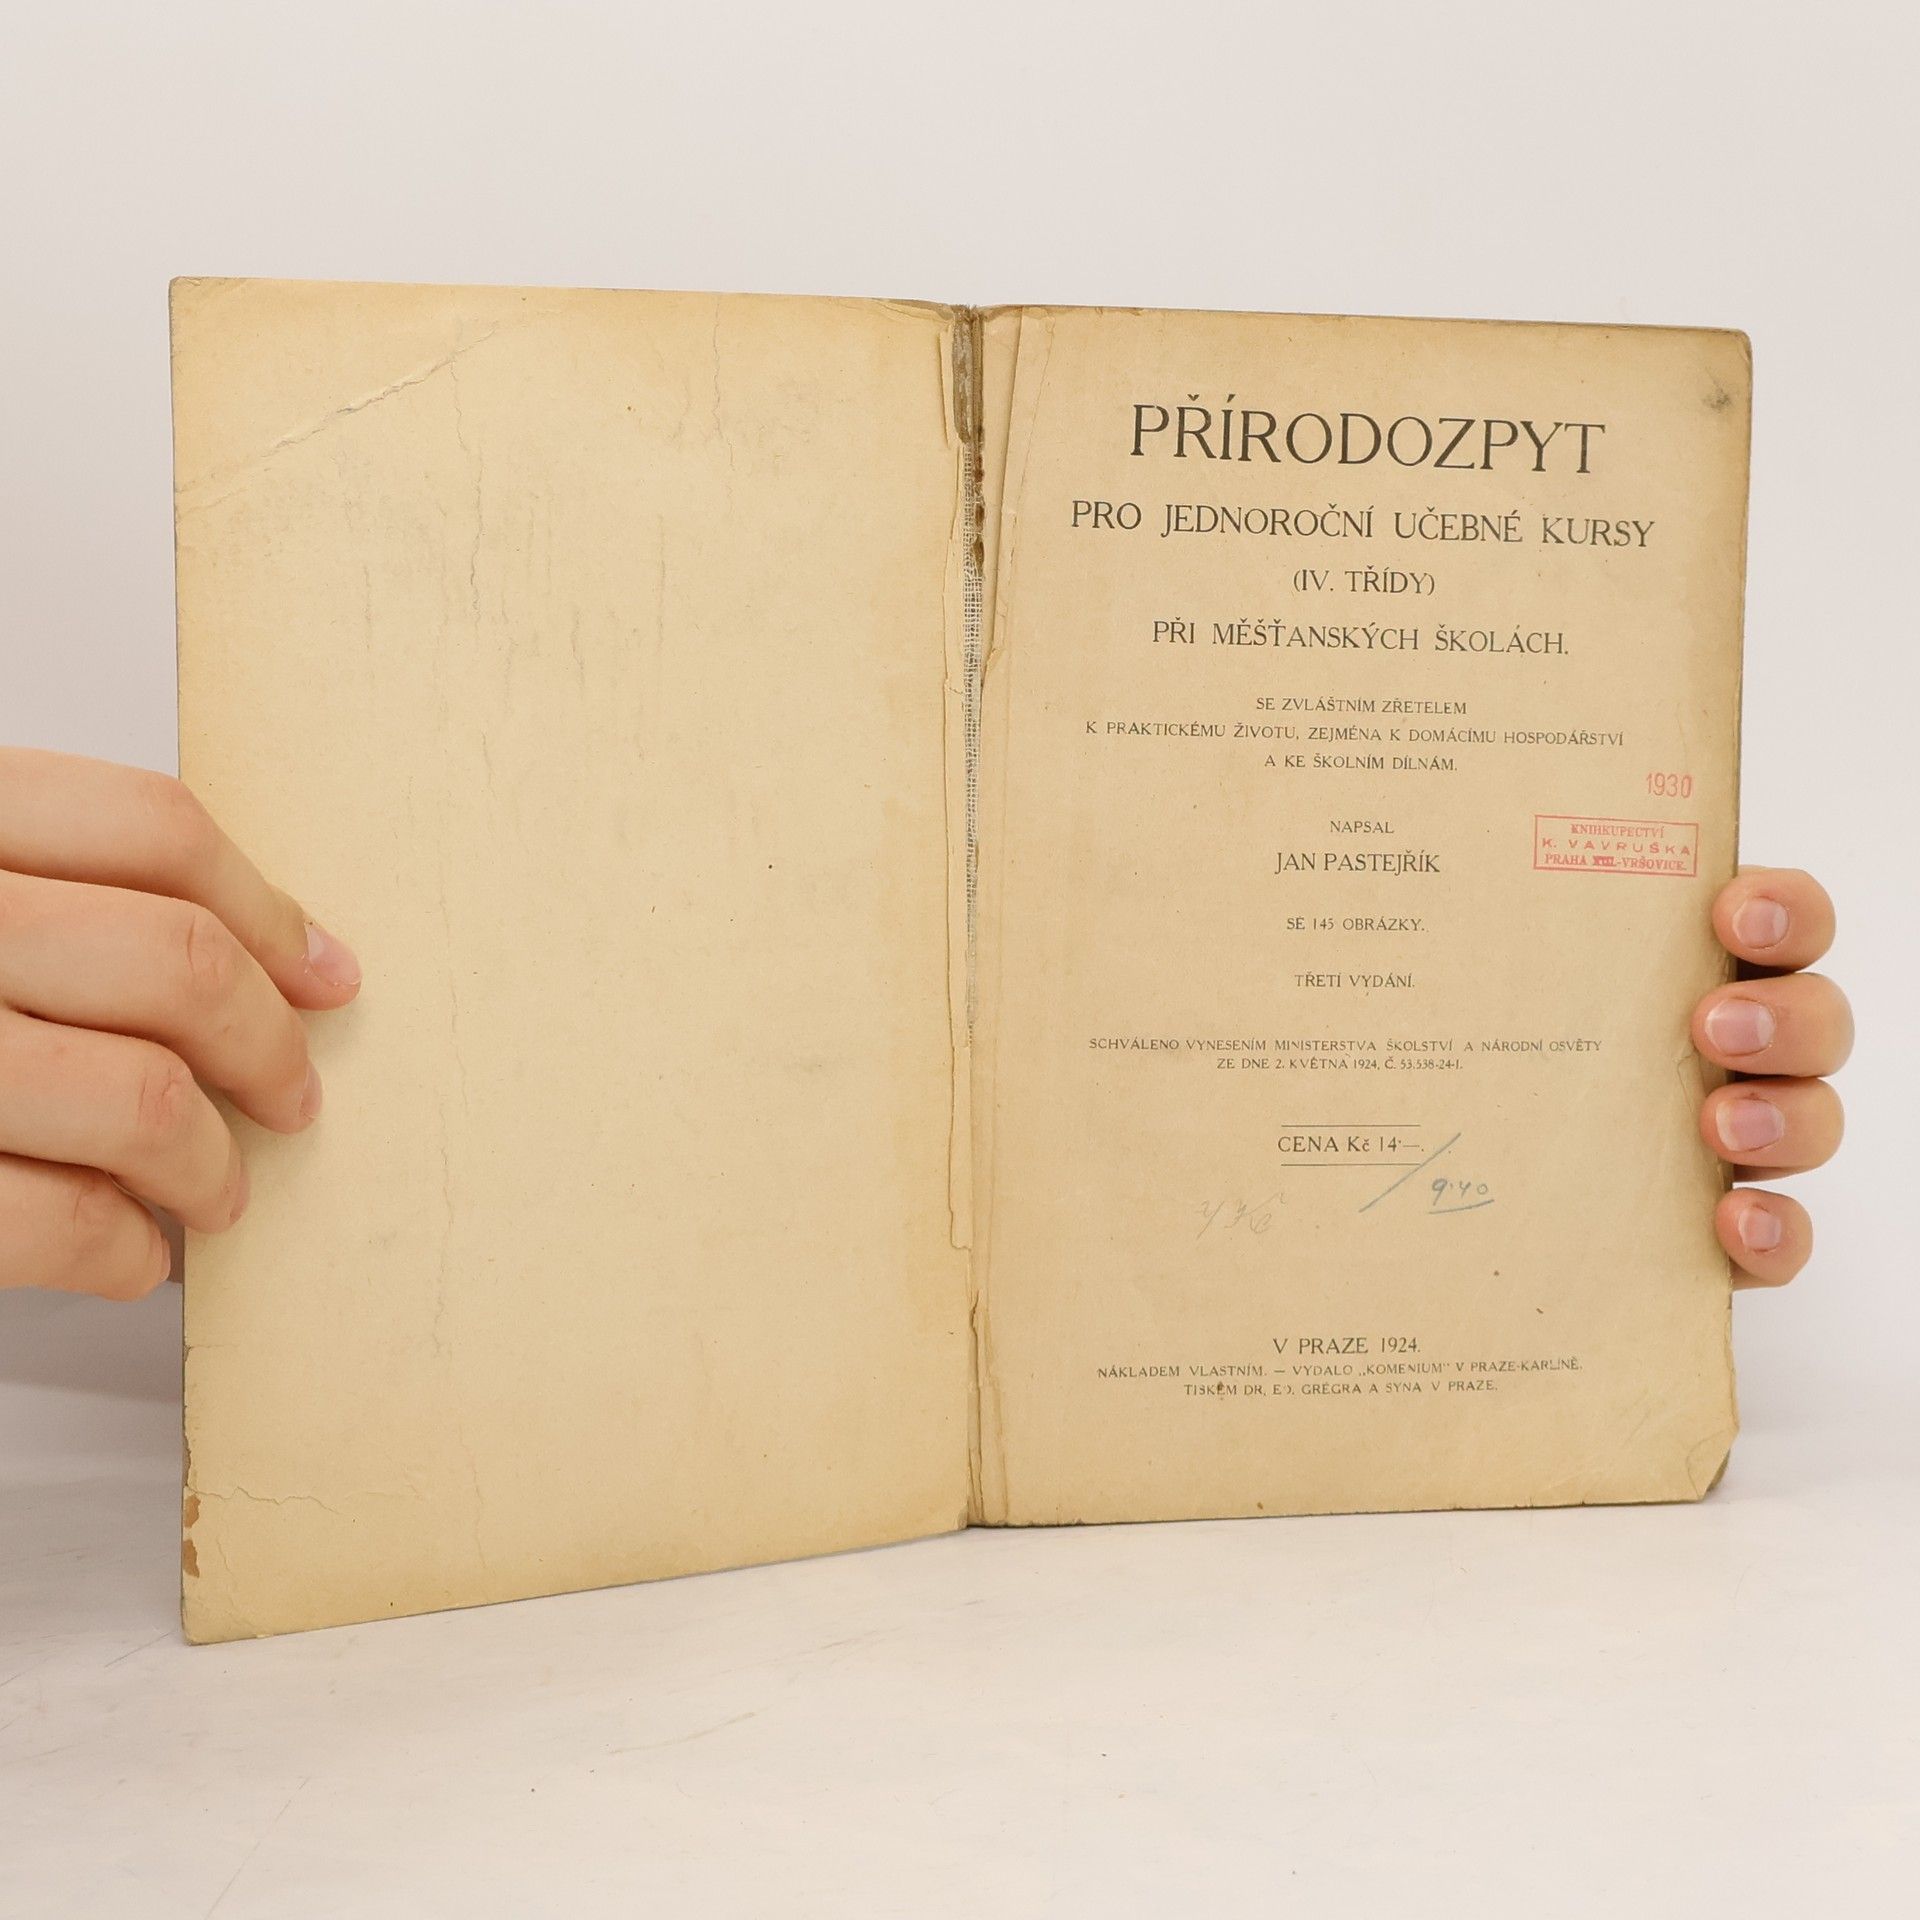 PŘÍRODOZPYT
PRO JEDNOROČNÍ UČEBNÉ KURSY
(IV. TŘÍDY)
PŘI MĚŠŤANSKÝCH ŠKOLÁCH.
SE ZVLÁŠTNÍM ZŘETELEM
K PRAKTICKÉMU ŽIVOTU, ZEJMÉNA K DOMÁCÍMU HOSPODÁŘSTVÍ
A KE ŠKOLNÍM DÍLNÁM.
1930
KNIHKUPECTVÍ
K. VAVRUŠKA
PRAHA -VRŠOVICE.
NAPSAL
JAN PASTEJŘÍK
SE 145 OBRÁZKY.
TŘETÍ VYDÁNÍ.
SCHVÁLENO VYNESENÍM MINISTERSTVA ŠKOLSTVÍ A NÁRODNÍ OSVĚTY
ZE DNE 2. KVĚTNA 1924, Č. 53.538-24-I.
CENA Kč 14·—.
9·40
V PRAZE 1924.
NÁKLADEM VLASTNÍM. — VYDALO „KOMENIUM" V PRAZE-KARLÍNĚ.
TISKEM DR. ED. GRÉGRA A SYNA V PRAZE.